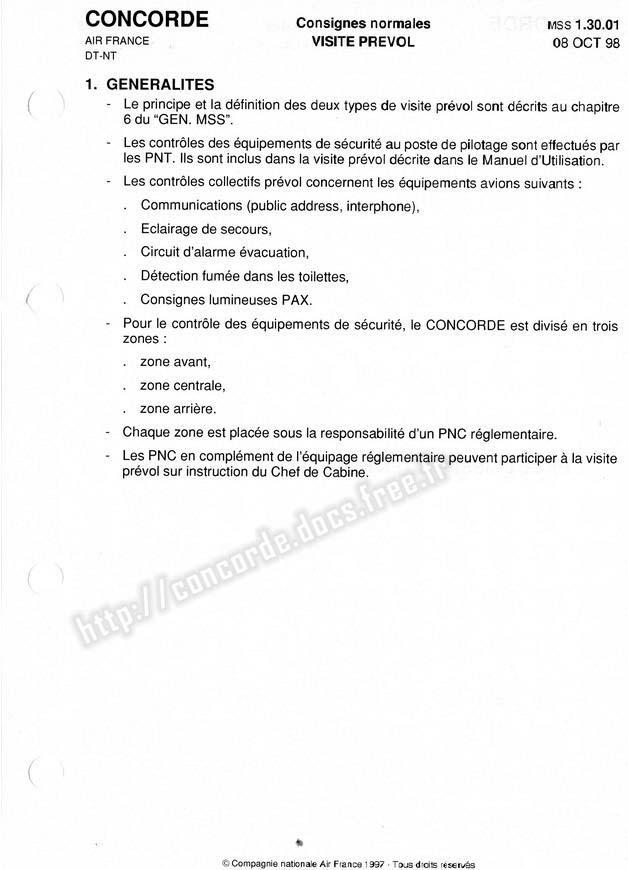 CONCORDE
Consignes normales
MSS 1.30.01
AIR FRANCE
VISITE PREVOL
08 OCT 98
DT-NT
1. GENERALITES
- Le principe et la définition des deux types de visite prévol sont décrits au chapitre
6 du “GEN. MSS”.
- Les contrôles des équipements de sécurité au poste de pilotage sont effectués par
les PNT. Ils sont inclus dans la visite prévol décrite dans le Manuel d’Utilisation.
- Les contrôles collectifs prévol concernent les équipements avions suivants :
. Communications (public address, interphone),
. Eclairage de secours,
. Circuit d’alarme évacuation,
. Détection fumée dans les toilettes,
. Consignes lumineuses PAX.
- Pour le contrôle des équipements de sécurité, le CONCORDE est divisé en trois
zones :
. zone avant,
. zone centrale,
. zone arrière.
- Chaque zone est placée sous la responsabilité d’un PNC réglementaire.
- Les PNC en complément de l’équipage réglementaire peuvent participer à la visite
prévol sur instruction du Chef de Cabine.
http://concorde.docs.free.fr
© Compagnie nationale Air France 1997 - Tous droits réservés